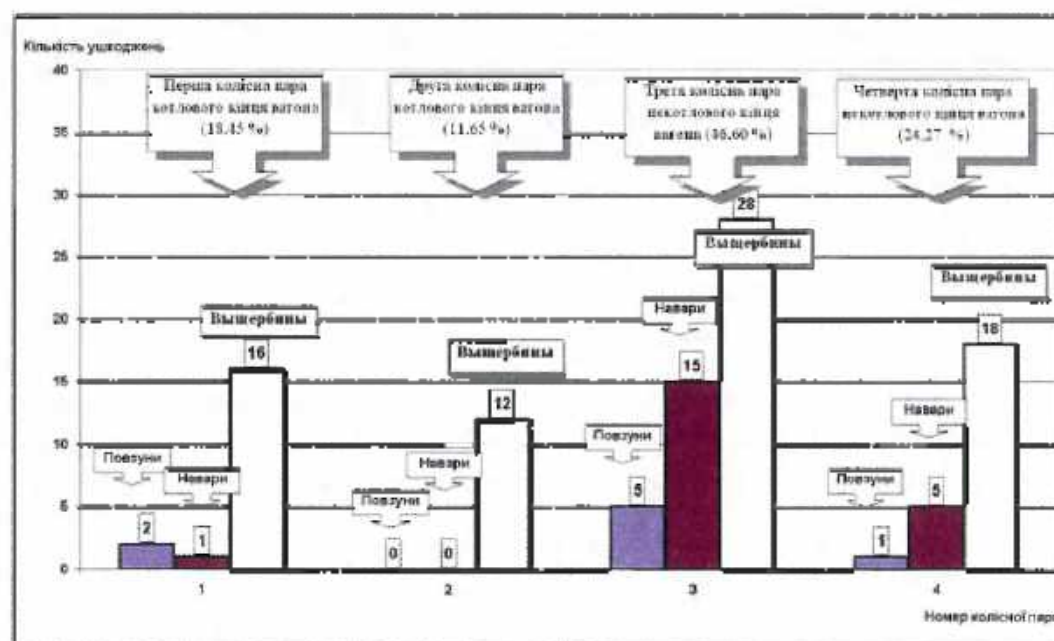 Кількість ушкоджень
40
35
30
25
20
15
10
5
0
Перша колісна пара
котлового кінця вагона
(18.45 %)
Друга колісна пара
котлового кінця вагона
(11.65 %)
Третя колісна пара
некотлового кінця
вагона (46.60 %)
Четверта колісна пара
некотлового кінця вагона
(24,27 %)
Повзуни
2
Навари
1
Выщербины
16
Повзуни
0
Навари
0
Выщербины
12
Повзуни
5
Навари
15
28
Выщербины
Повзуни
1
Навари
5
Выщербины
18
1
2
3
4
Номер колісної пари